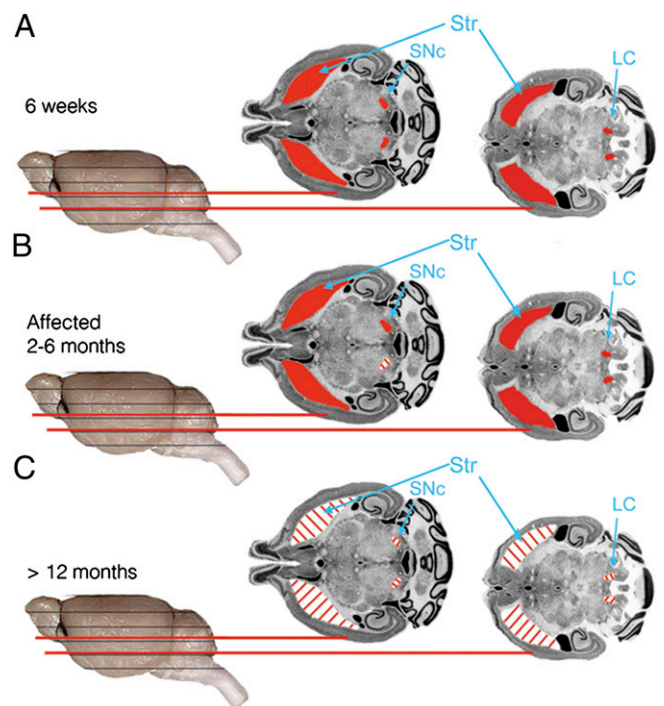 A
Str
SNc
LC
6 weeks
B
Str
SNc
LC
Affected
2-6 months
C
Str
SNc
LC
> 12 months